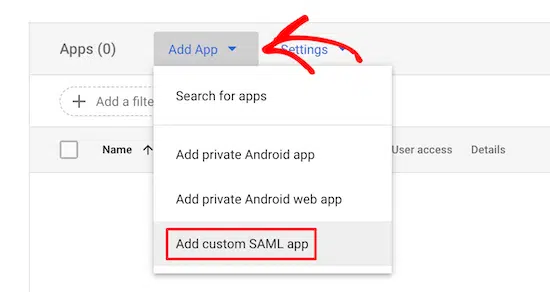 Apps (0) Add App Settings
Search for apps
Add a filte
Add private Android app
Name User access Details
Add private Android web app
Add custom SAML app